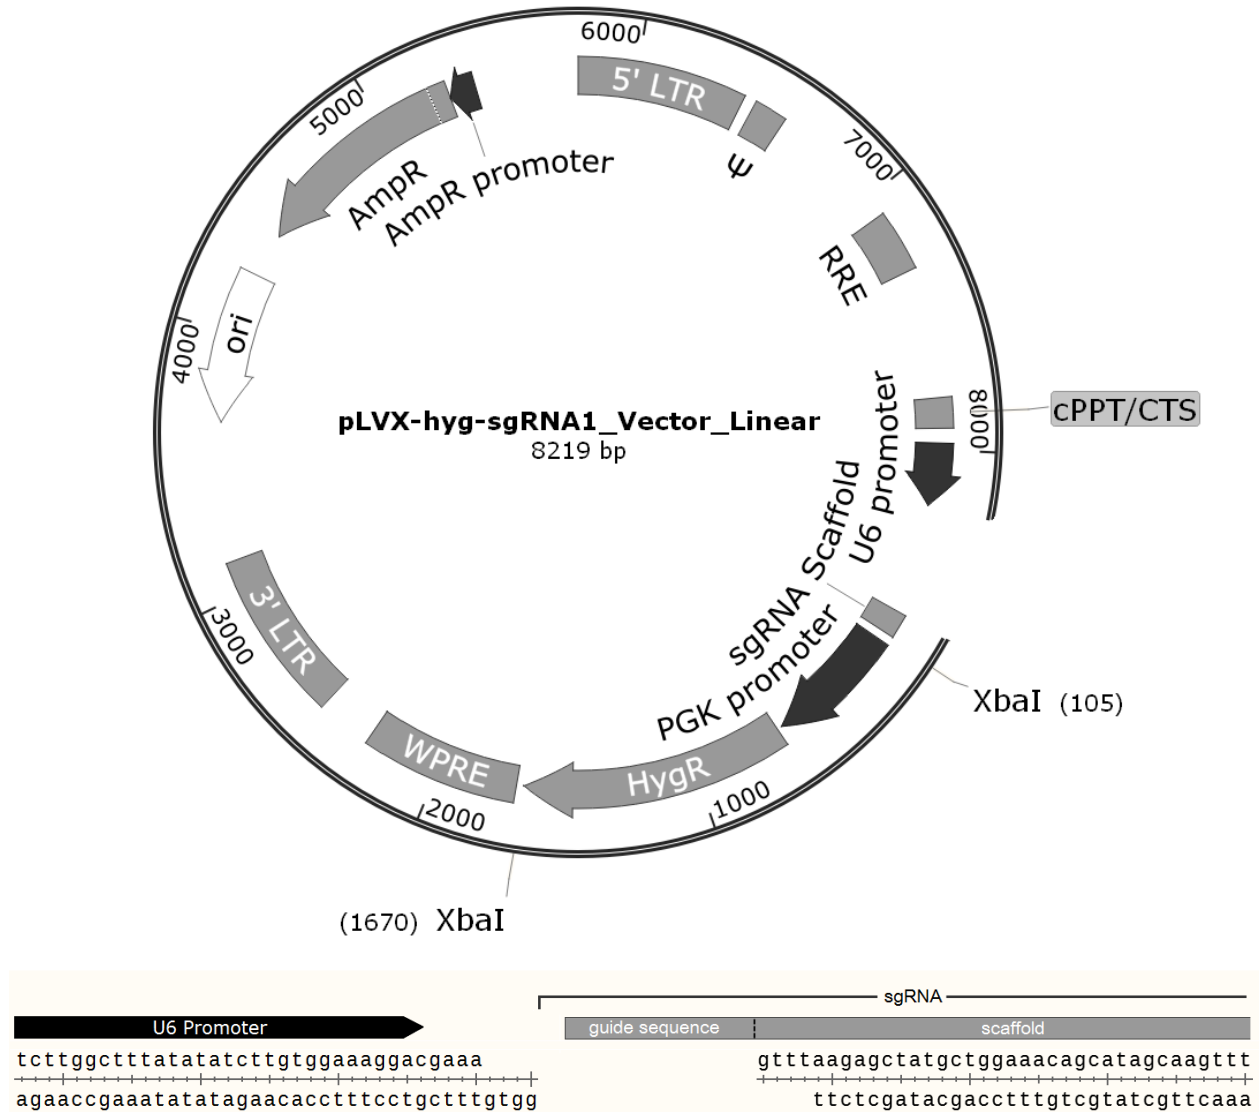 6000
5' LTR
5000
Ψ
7000
AmpR
AmpR promoter
RRE
ori
4000
8000
cPPT/CTS
pLVX-hyg-sgRNA1_Vector_Linear
8219 bp
U6 promoter
sgRNA Scaffold
PGK promoter
3' LTR
3000
XbaI (105)
HygR
WPRE
1000
2000
(1670) XbaI
sgRNA
U6 Promoter
guide sequence
scaffold
tcttggctttatatatcttgtggaaaggacgaaa
gtttaagagctatgctggaaacagcatagcaagttt
agaaccgaaatatatagaacacctttcctgctttgtgg
ttctcgatacgacctttgtcgtatcgttcaaa